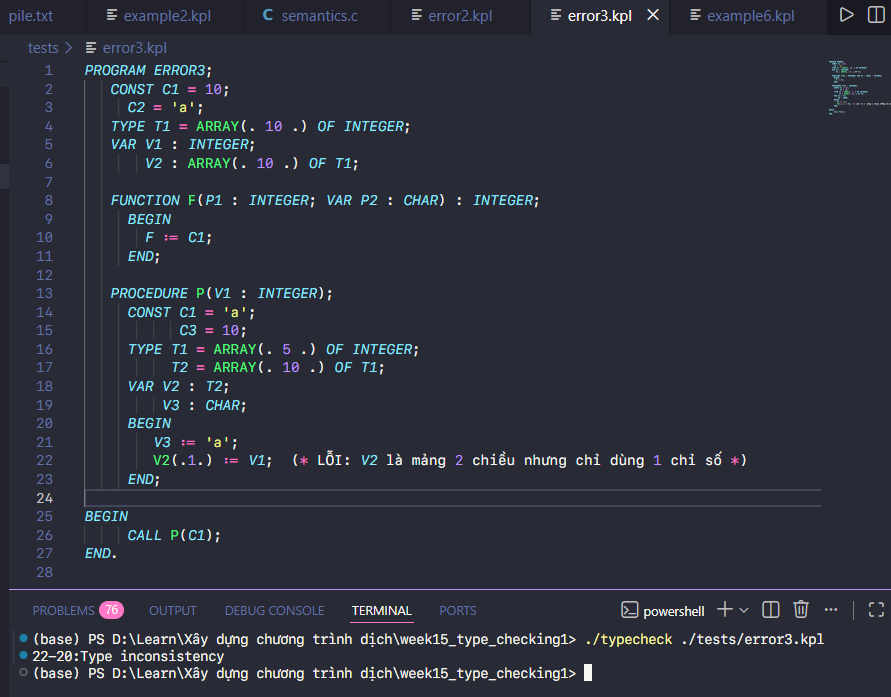 pile.txt example2.kpl C semantics.c error2.kpl error3.kpl example6.kpl
tests > error3.kpl
1 PROGRAM ERROR3;
2 CONST C1 = 10;
3 C2 = 'a';
4 TYPE T1 = ARRAY(. 10 .) OF INTEGER;
5 VAR V1 : INTEGER;
6 V2 : ARRAY(. 10 .) OF T1;
7
8 FUNCTION F(P1 : INTEGER; VAR P2 : CHAR) : INTEGER;
9 BEGIN
10 F := C1;
11 END;
12
13 PROCEDURE P(V1 : INTEGER);
14 CONST C1 = 'a';
15 C3 = 10;
16 TYPE T1 = ARRAY(. 5 .) OF INTEGER;
17 T2 = ARRAY(. 10 .) OF T1;
18 VAR V2 : T2;
19 V3 : CHAR;
20 BEGIN
21 V3 := 'a';
22 V2(.1.) := V1; (* LỖI: V2 là mảng 2 chiều nhưng chỉ dùng 1 chỉ số *)
23 END;
24
25 BEGIN
26 CALL P(C1);
27 END.
28
PROBLEMS 76 OUTPUT DEBUG CONSOLE TERMINAL PORTS powershell
(base) PS D:\Learn\Xây dựng chương trình dịch\week15_type_checking1> ./typecheck ./tests/error3.kpl
22-20:Type inconsistency
(base) PS D:\Learn\Xây dựng chương trình dịch\week15_type_checking1>